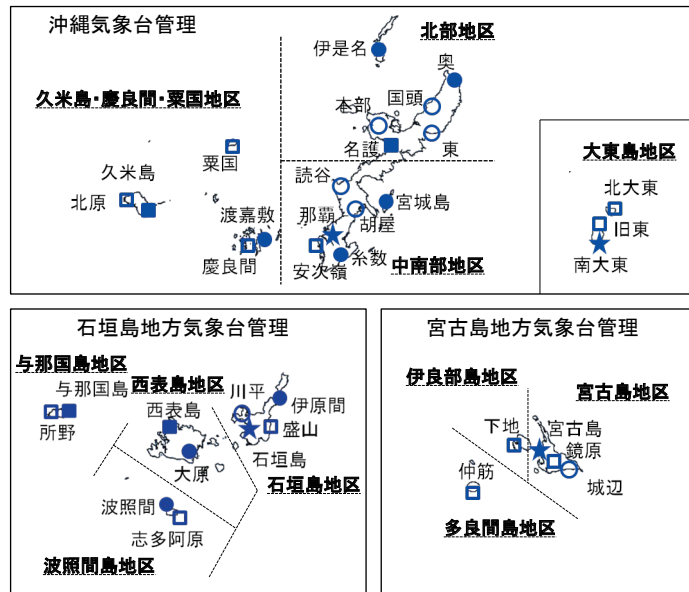 沖縄気象台管理
北部地区
伊是名
奥
国頭
本部
名護
東
久米島・慶良間・粟国地区
粟国
久米島
北原
渡嘉敷
慶良間
読谷
那覇
宮城島
胡屋
安次嶺
糸数
中南部地区
大東島地区
北大東
旧東
南大東
石垣島地方気象台管理
与那国島地区
与那国島
所野
西表島地区
西表島
大原
川平
伊原間
盛山
石垣島
石垣島地区
波照間
志多阿原
波照間島地区
宮古島地方気象台管理
伊良部島地区
宮古島地区
下地
宮古島
鏡原
仲筋
城辺
多良間島地区